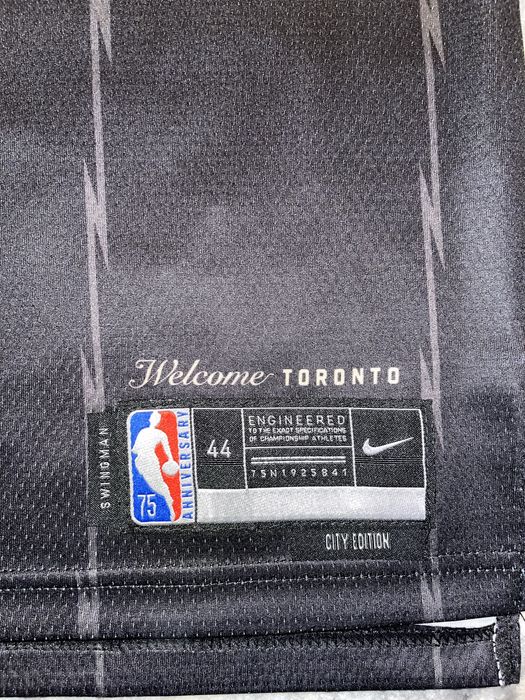 Welcome TORONTO
SWINGMAN
75
ANNIVERSARY
44
ENGINEERED
TO THE EXACT SPECIFICATIONS
OF CHAMPIONSHIP ATHLETES
75N1925841
CITY EDITION